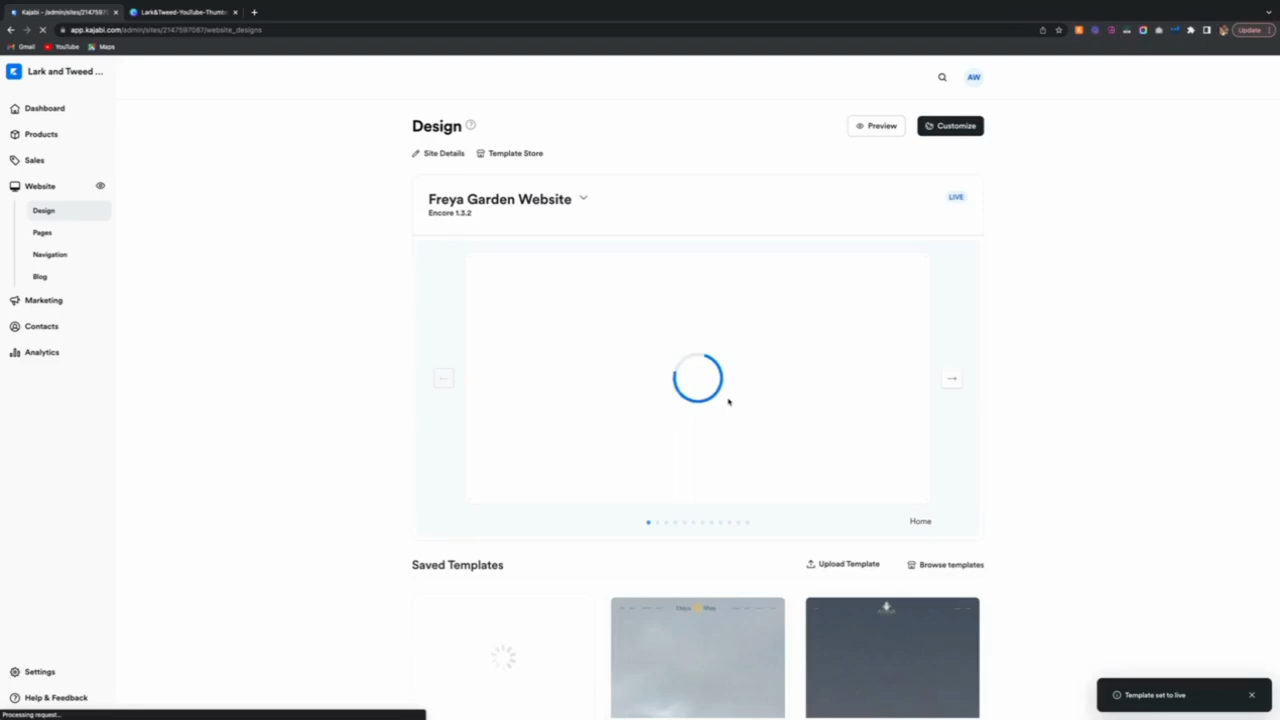 Kajabi - /admin/sites/2147597
Lark&Tweed-YouTube-Thumb
app.kajabi.com/admin/sites/2147597087/website_designs
Update
Gmail
YouTube
Maps
Lark and Tweed ...
AW
Dashboard
Products
Sales
Website
Design
Pages
Navigation
Blog
Marketing
Contacts
Analytics
Settings
Help & Feedback
Design
Preview
Customize
Site Details
Template Store
Freya Garden Website
LIVE
Encore 1.3.2
Home
Saved Templates
Upload Template
Browse templates
Template set to live
Processing request...